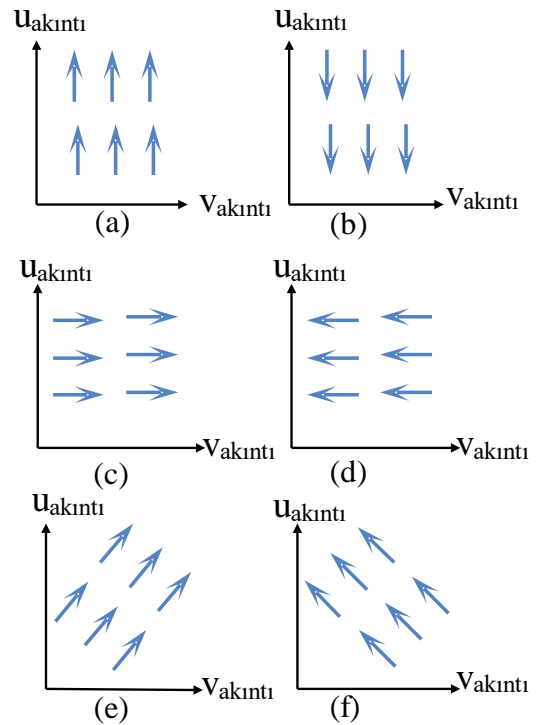 uakıntı uakıntı
vakıntı vakıntı
(a) (b)
uakıntı uakıntı
vakıntı vakıntı
(c) (d)
uakıntı uakıntı
vakıntı vakıntı
(e) (f)